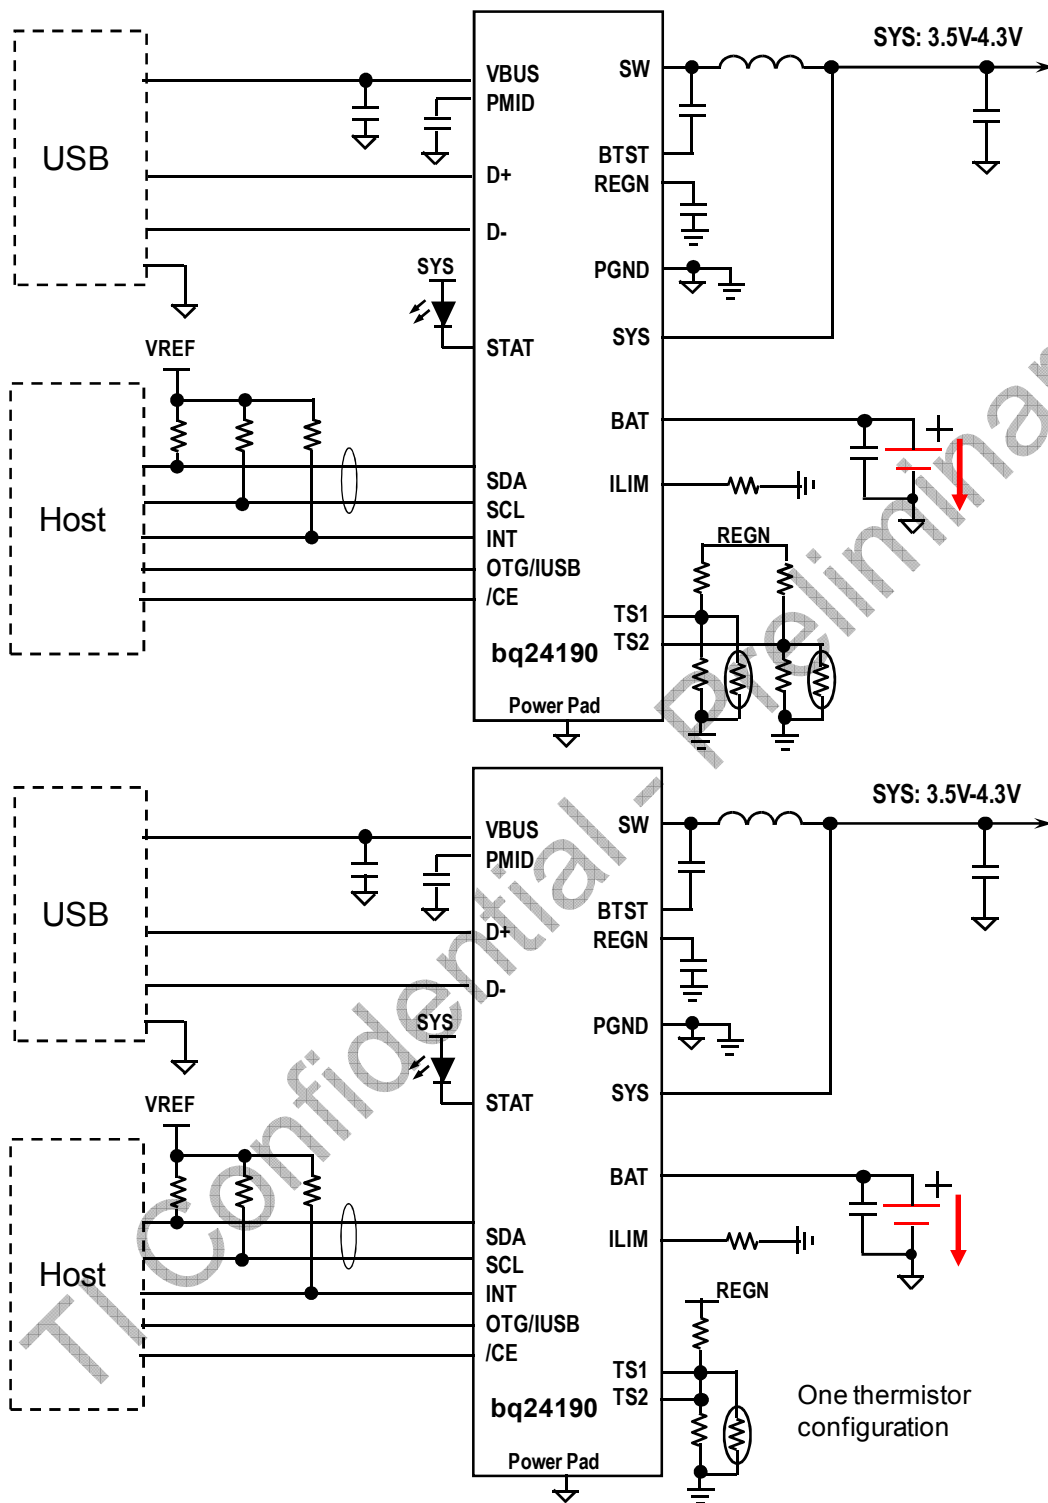 SYS: 3.5V-4.3V
SW
VBUS
PMID
USB
BTST
D+
REGN
D-
SYS
PGND
STAT
SYS
VREF
BAT
+
ILIM
SDA
Host
SCL
INT
REGN
OTG/IUSB
/CE
TS1
TS2
bq24190
Power Pad
TI Confidential - Preliminar
SYS: 3.5V-4.3V
SW
VBUS
PMID
USB
BTST
D+
REGN
D-
SYS
PGND
STAT
SYS
VREF
BAT
+
ILIM
SDA
Host
SCL
INT
REGN
OTG/IUSB
/CE
TS1
TS2
bq24190
One thermistor
configuration
Power Pad